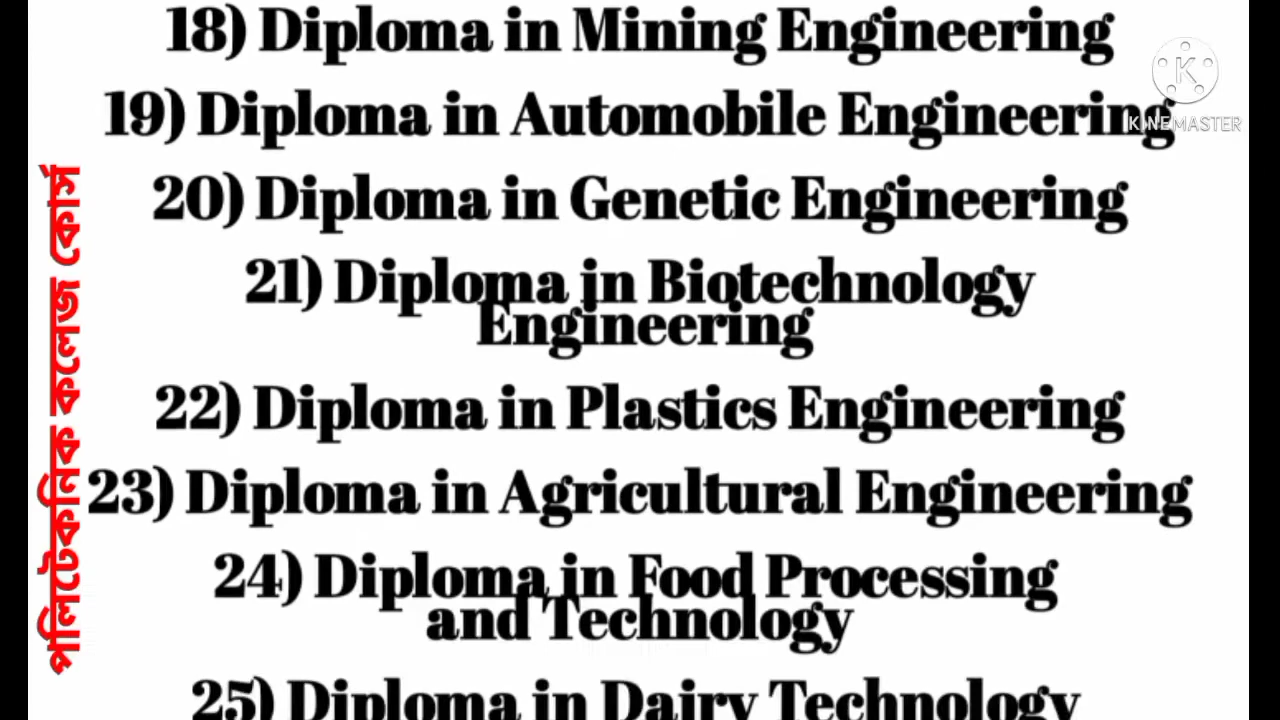 18) Diploma in Mining Engineering
19) Diploma in Automobile Engineering
20) Diploma in Genetic Engineering
21) Diploma in Biotechnology
Engineering
22) Diploma in Plastics Engineering
23) Diploma in Agricultural Engineering
24) Diploma in Food Processing
and Technology
25) Diploma in Dairy Technology
পলিটেকনিক কলেজ কোর্স
K
KINEMASTER